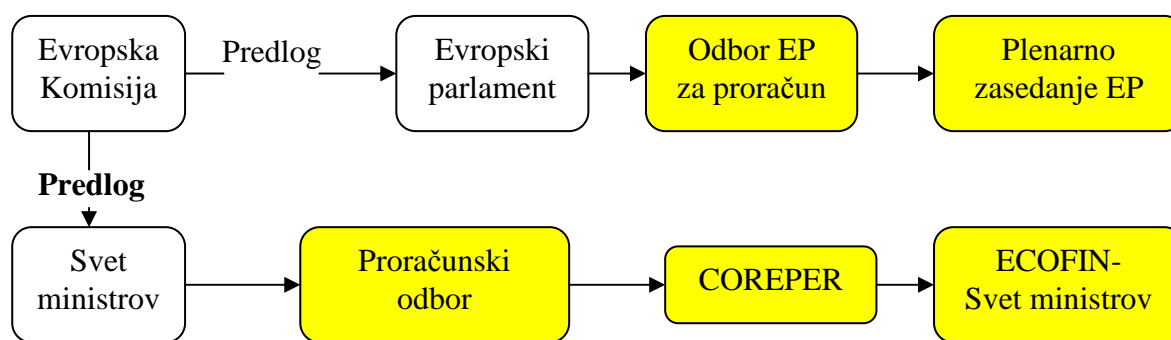 Evropska
Komisija
Predlog
Evropski
parlament
Odbor EP
za proračun
Plenarno
zasedanje EP
Predlog
Svet
ministrov
Proračunski
odbor
COREPER
ECOFIN-
Svet ministrov